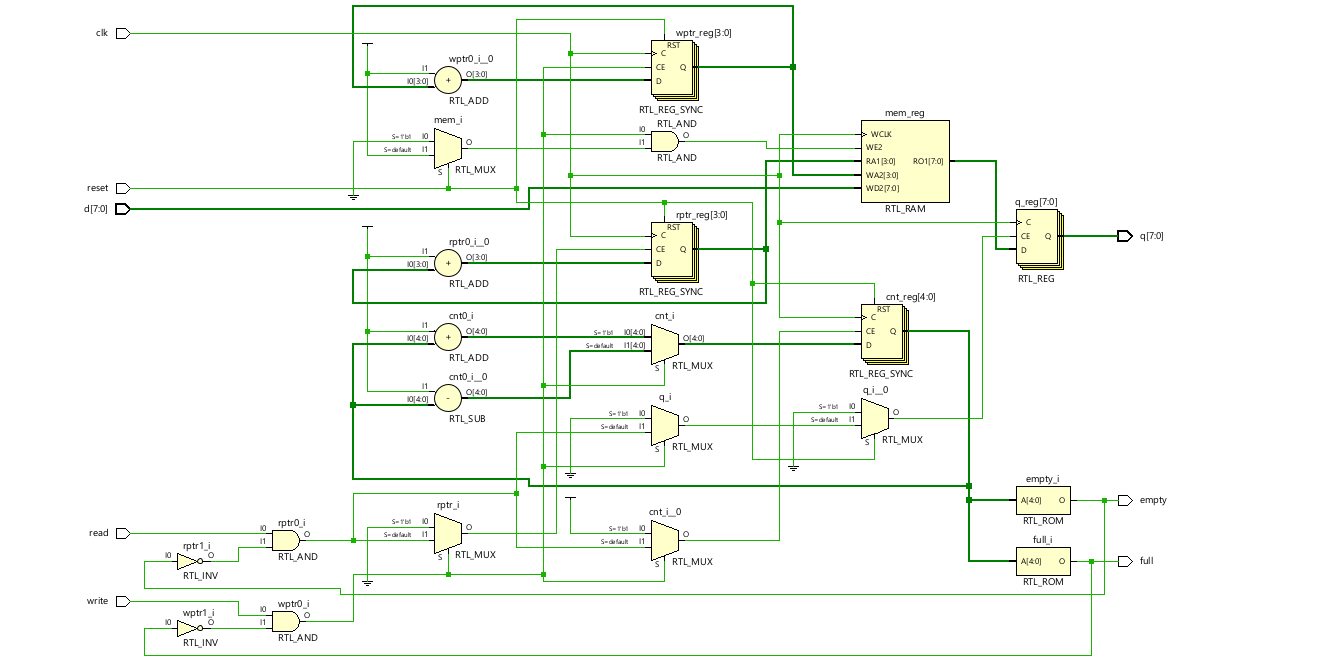 clk
reset
d[7:0]
read
write
wptr0_i__0
I1
I0[3:0]
+
O[3:0]
RTL_ADD
mem_i
S=1'b1 I0
S=default I1
O
S
RTL_MUX
rptr0_i__0
I1
I0[3:0]
+
O[3:0]
RTL_ADD
cnt0_i
I1
I0[4:0]
+
O[4:0]
RTL_ADD
cnt0_i__0
I1
I0[4:0]
-
O[4:0]
RTL_SUB
rptr0_i
I0
I1
O
RTL_AND
rptr1_i
I0
O
RTL_INV
wptr0_i
I0
I1
O
RTL_AND
wptr1_i
I0
O
RTL_INV
rptr_i
S=1'b1 I0
S=default I1
O
S
RTL_MUX
wptr_reg[3:0]
RST
C
CE
Q
D
RTL_REG_SYNC
RTL_AND
I0
I1
O
RTL_AND
rptr_reg[3:0]
RST
C
CE
Q
D
RTL_REG_SYNC
cnt_i
S=1'b1 I0[4:0]
S=default I1[4:0]
O[4:0]
S
RTL_MUX
q_i
S=1'b1 I0
S=default I1
O
S
RTL_MUX
cnt_i__0
S=1'b1 I0
S=default I1
O
S
RTL_MUX
mem_reg
WCLK
WE2
RA1[3:0]
RO1[7:0]
WA2[3:0]
WD2[7:0]
RTL_RAM
cnt_reg[4:0]
RST
C
CE
Q
D
RTL_REG_SYNC
q_i__0
S=1'b1 I0
S=default I1
O
S
RTL_MUX
q_reg[7:0]
C
CE
Q
D
RTL_REG
empty_i
A[4:0]
O
RTL_ROM
full_i
A[4:0]
O
RTL_ROM
q[7:0]
empty
full